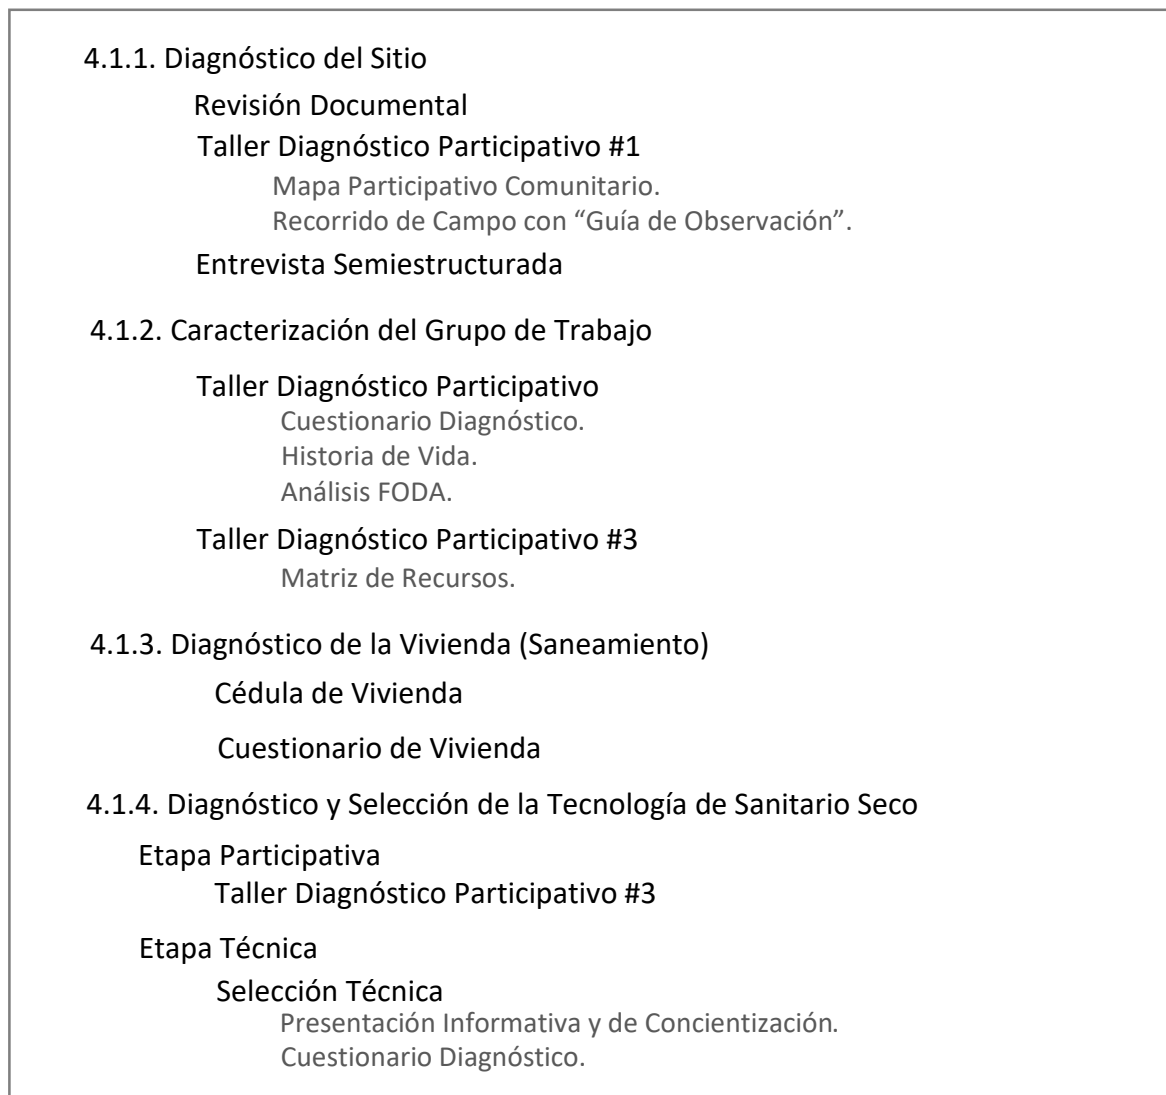 4.1.1. Diagnóstico del Sitio
Revisión Documental
Taller Diagnóstico Participativo #1
Mapa Participativo Comunitario.
Recorrido de Campo con “Guía de Observación”.
Entrevista Semiestructurada
4.1.2. Caracterización del Grupo de Trabajo
Taller Diagnóstico Participativo
Cuestionario Diagnóstico.
Historia de Vida.
Análisis FODA.
Taller Diagnóstico Participativo #3
Matriz de Recursos.
4.1.3. Diagnóstico de la Vivienda (Saneamiento)
Cédula de Vivienda
Cuestionario de Vivienda
4.1.4. Diagnóstico y Selección de la Tecnología de Sanitario Seco
Etapa Participativa
Taller Diagnóstico Participativo #3
Etapa Técnica
Selección Técnica
Presentación Informativa y de Concientización.
Cuestionario Diagnóstico.